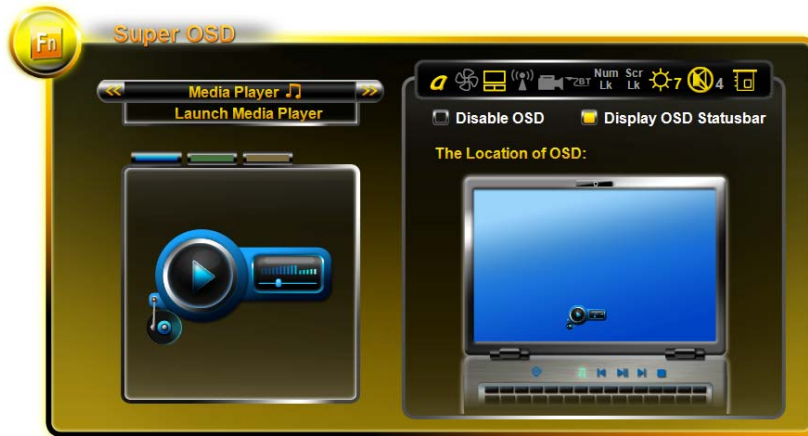 Fn
Super OSD
<<
Media Player
>>
Launch Media Player
a
2BT
Num Lk
Scr Lk
7
4
Disable OSD
Display OSD Statusbar
The Location of OSD: